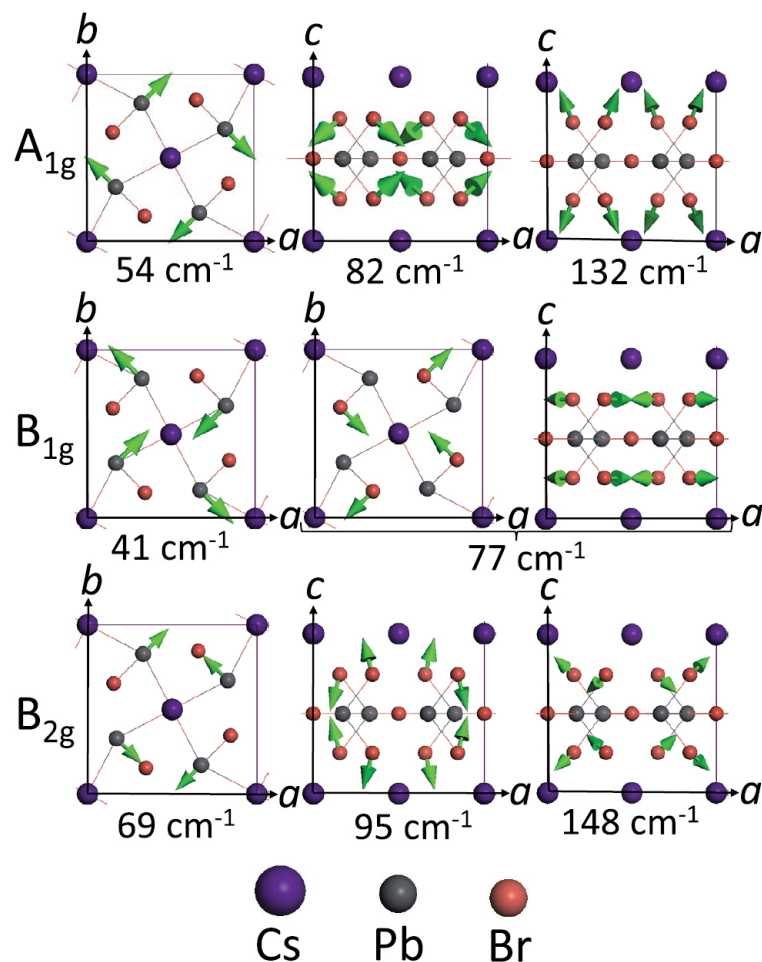 b c c
A1g
a a a
54 cm-1 82 cm-1 132 cm-1
b b c
B1g
a a a
41 cm-1 77 cm-1
b c c
B2g
a a a
69 cm-1 95 cm-1 148 cm-1
Cs Pb Br